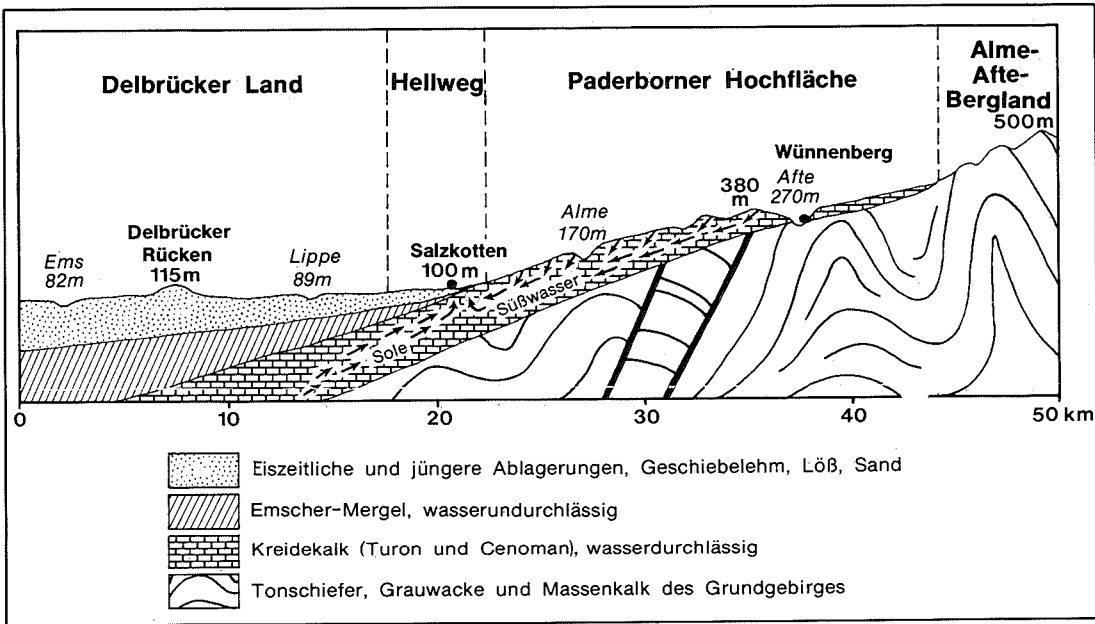 Delbrücker Land
Hellweg
Paderborner Hochfläche
Alme-
Afte-
Bergland
500m
Wünnenberg
Afte
270m
380
m
Alme
170m
Delbrücker
Rücken
115m
Ems
82m
Lippe
89m
Salzkotten
100m
Süßwasser
Sole
0
10
20
30
40
50 km
Eiszeitliche und jüngere Ablagerungen, Geschiebelehm, Löß, Sand
Emscher-Mergel, wasserundurchlässig
Kreidekalk (Turon und Cenoman), wasserdurchlässig
Tonschiefer, Grauwacke und Massenkalk des Grundgebirges